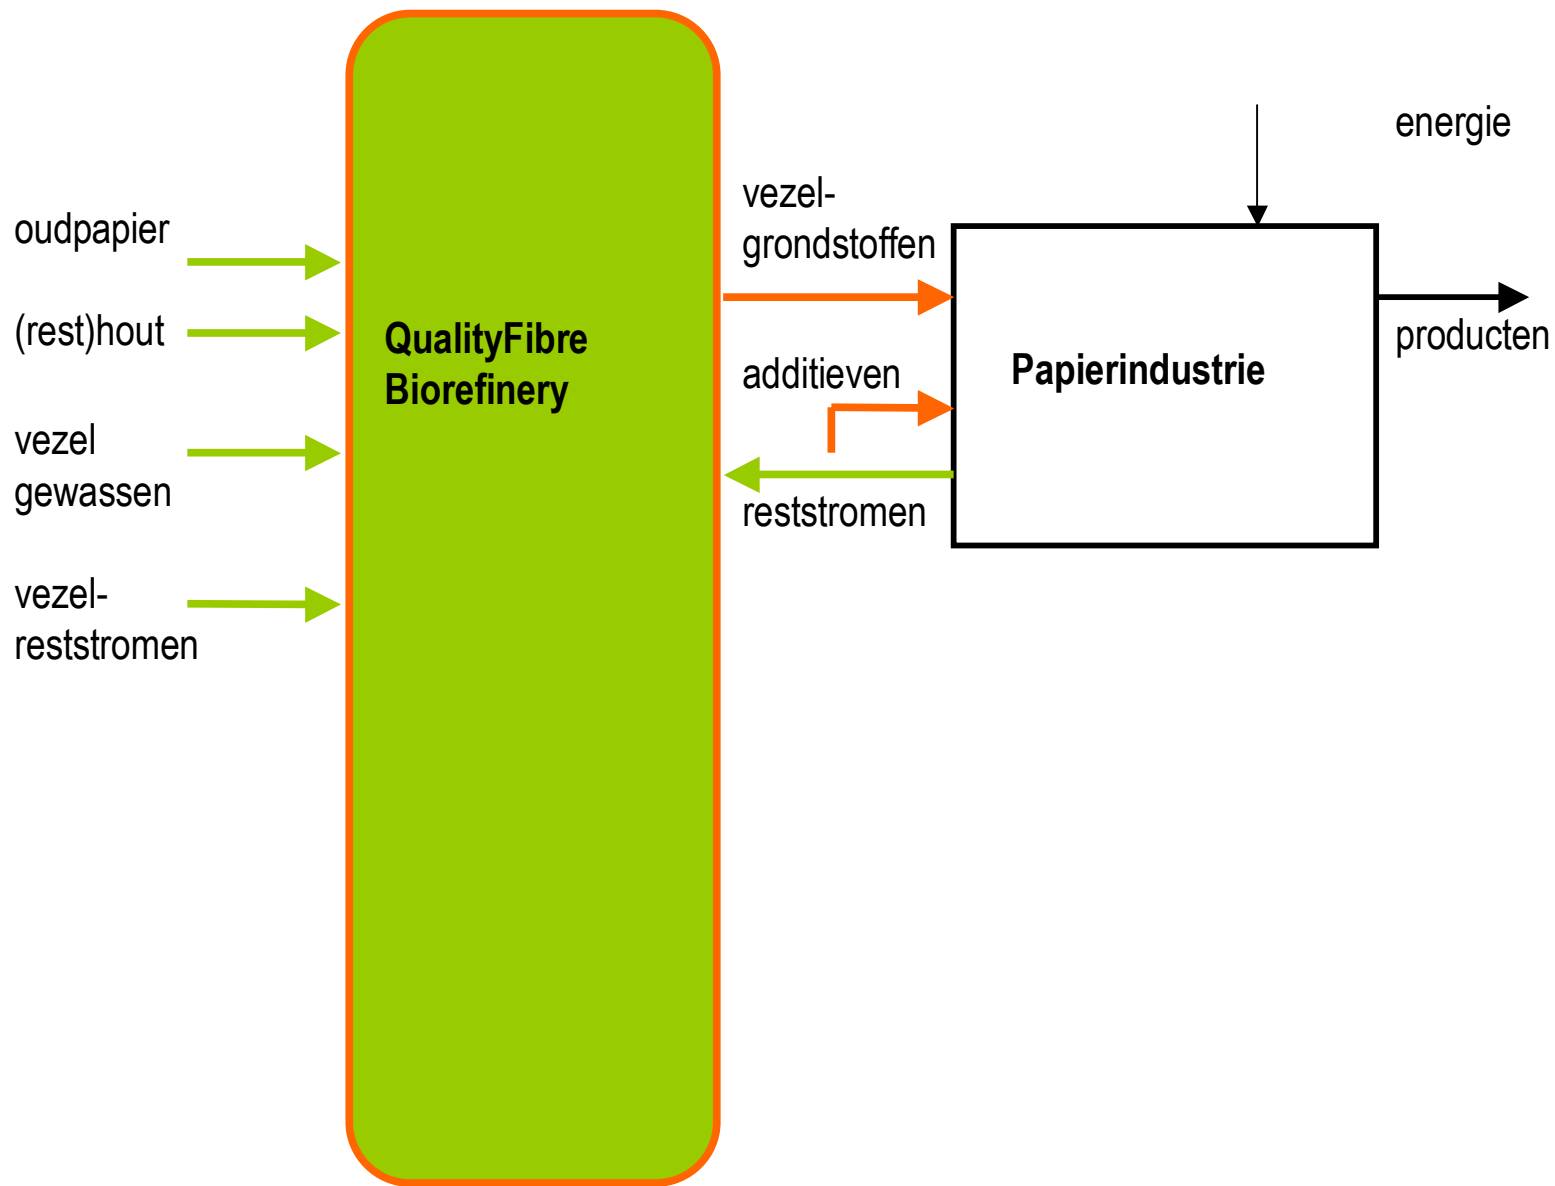 oudpapier
(rest)hout
vezel
gewassen
vezel-
reststromen
QualityFibre
Biorefinery
vezel-
grondstoffen
additieven
reststromen
Papierindustrie
energie
producten